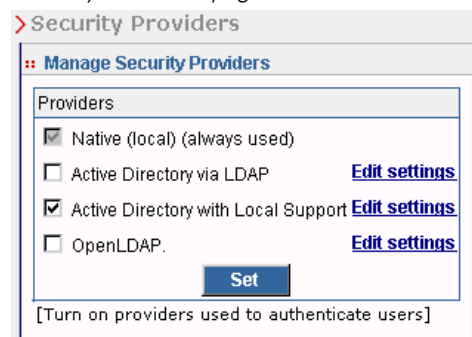 Security Providers
Manage Security Providers
Providers
Native (local) (always used)
Active Directory via LDAP Edit settings
Active Directory with Local Support Edit settings
OpenLDAP. Edit settings
Set
[Turn on providers used to authenticate users]